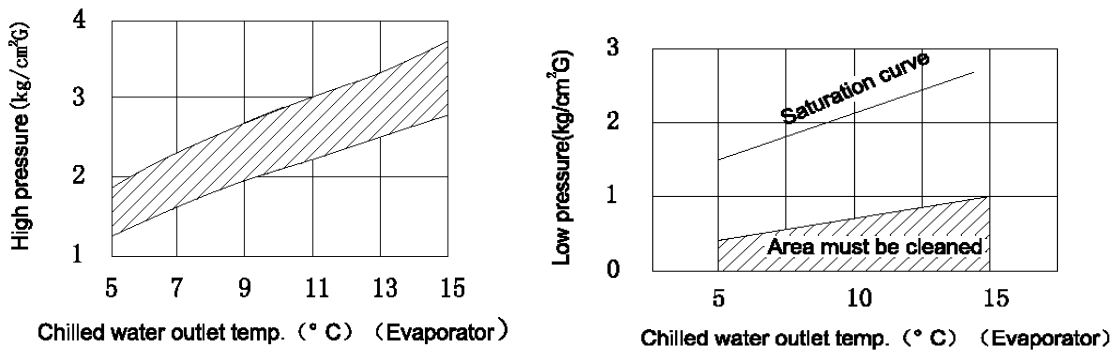 High pressure(kg/cm²G)
4
3
2
1
5 7 9 11 13 15
Chilled water outlet temp. (° C) (Evaporator)
Low pressure(kg/cm²G)
3
2
1
0
Saturation curve
Area must be cleaned
5 10 15
Chilled water outlet temp. (° C) (Evaporator)